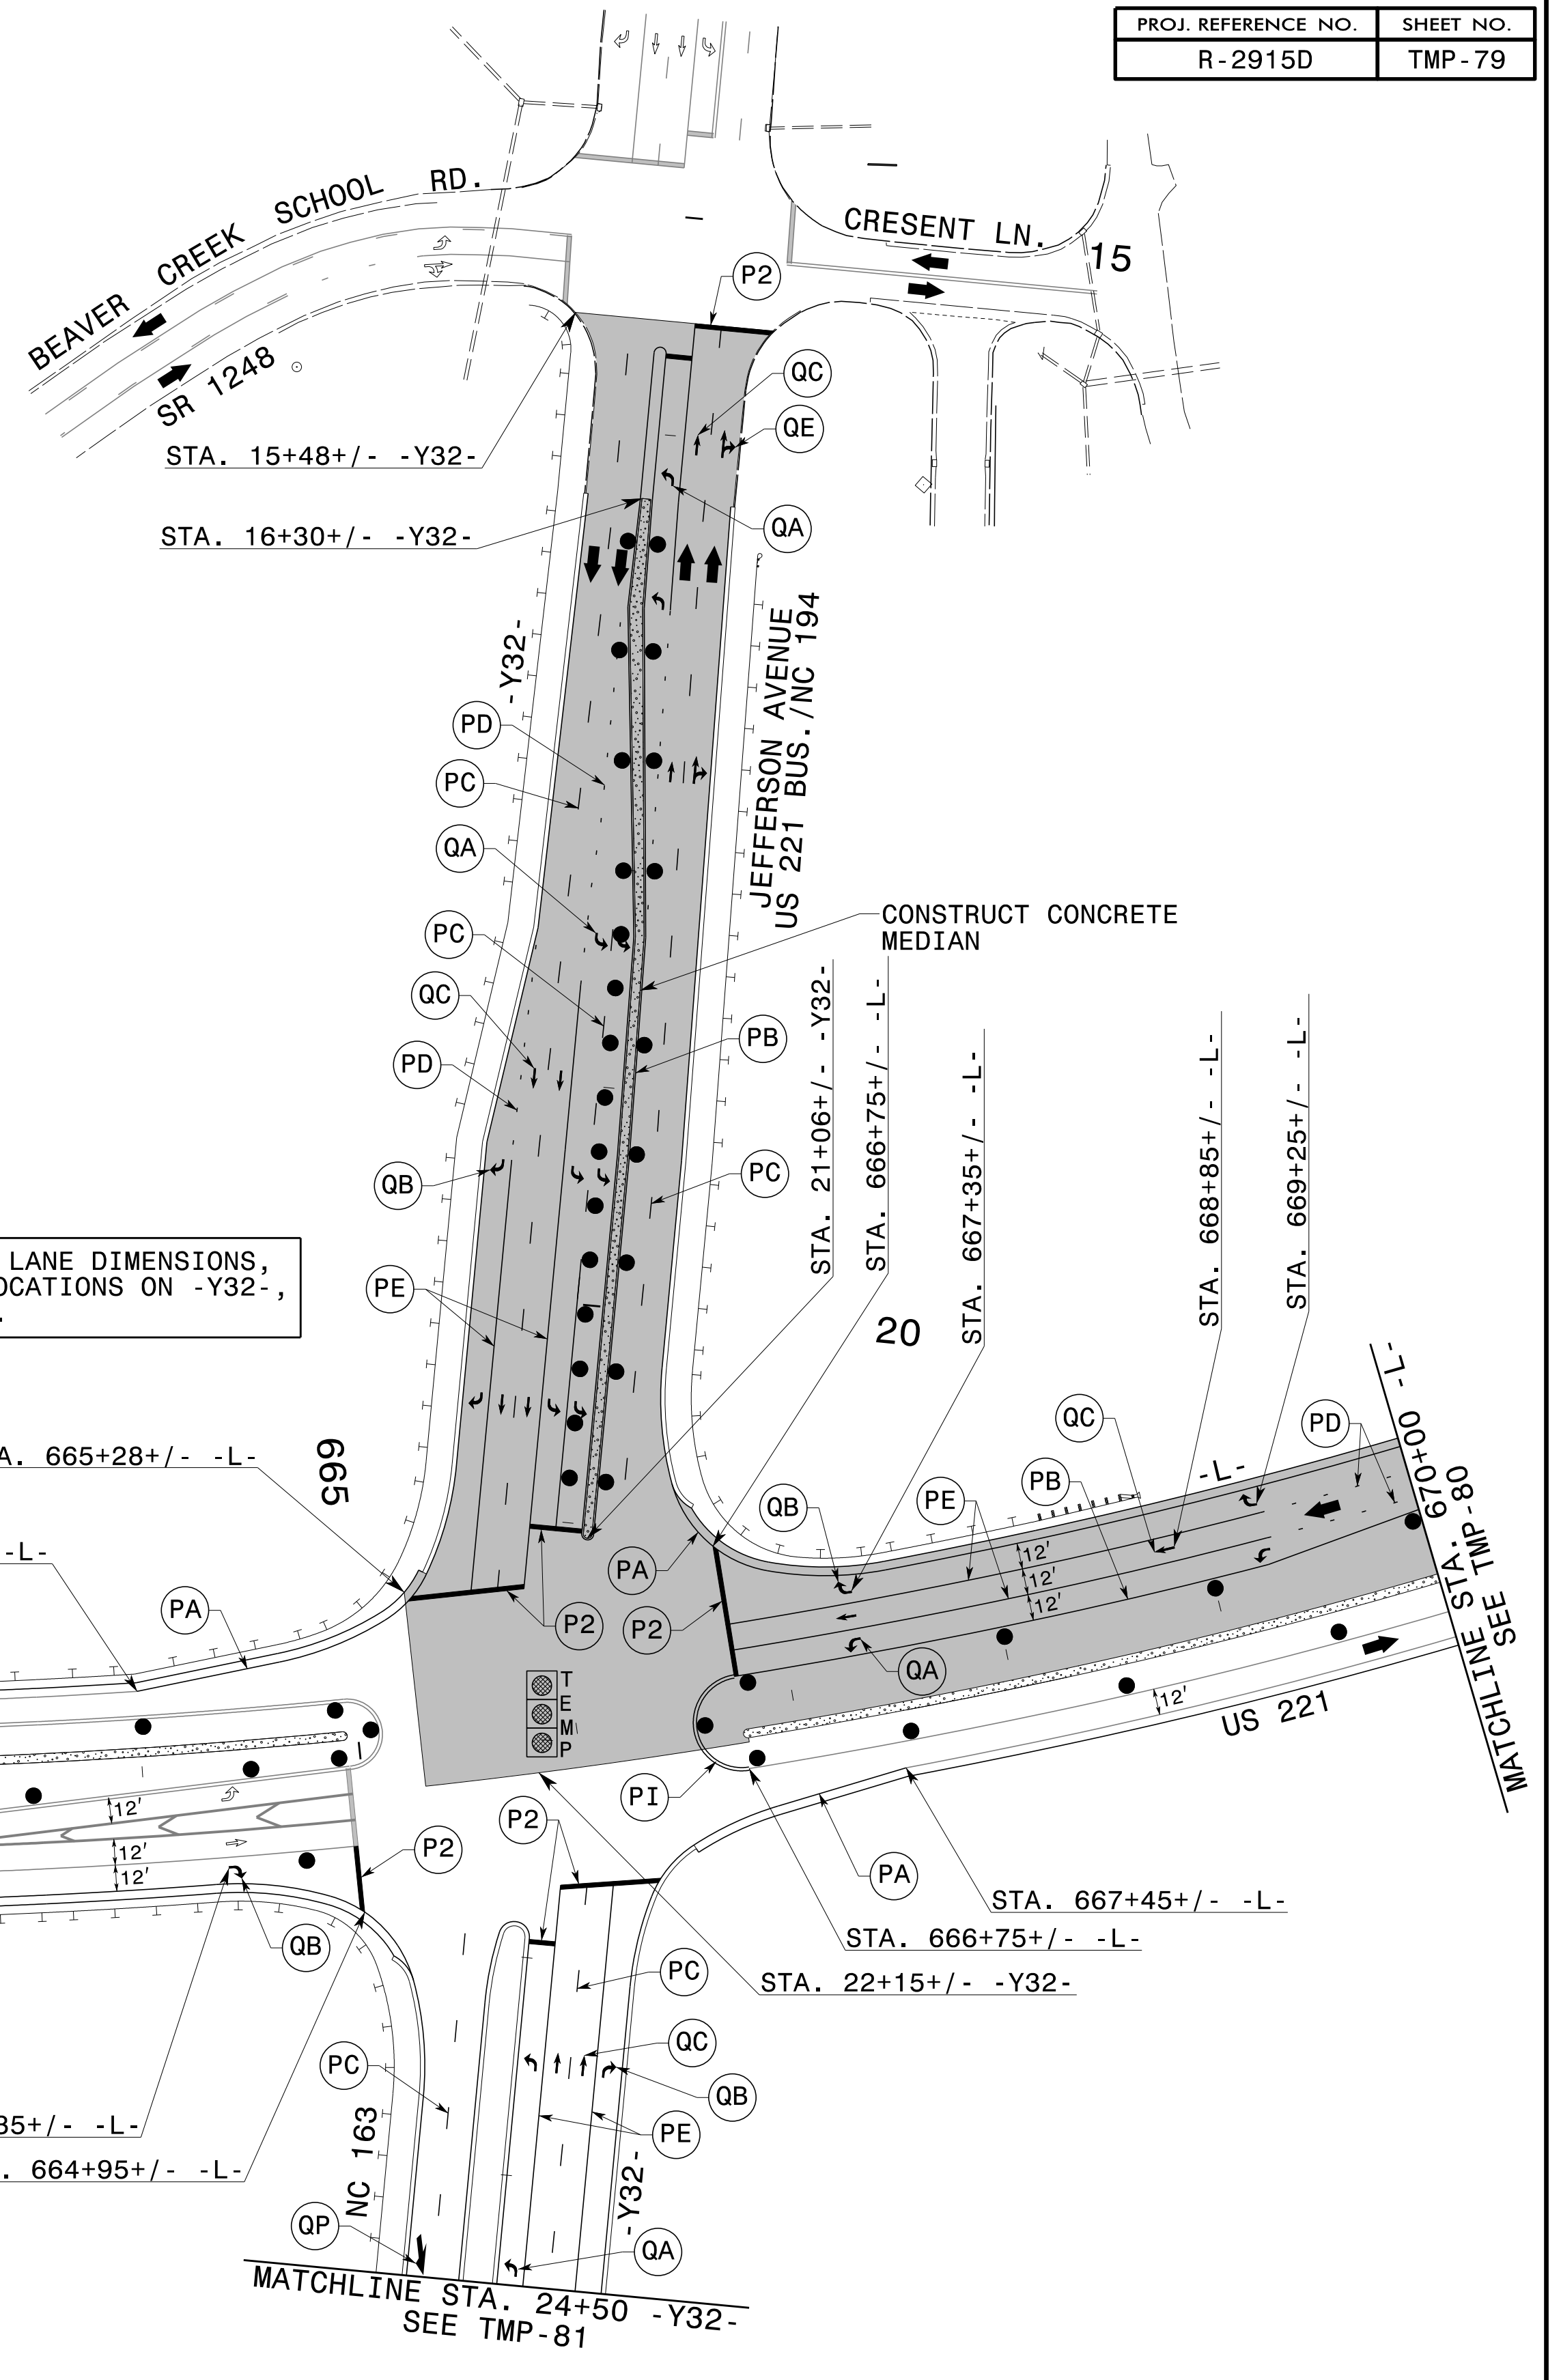 PROJ. REFERENCE NO.
SHEET NO.
R-2915D
TMP-79
BEAVER CREEK SCHOOL RD.
SR 1248
CRESENT LN.
15
P2
QC
QE
STA. 15+48+/- -Y32-
QA
STA. 16+30+/- -Y32-
-Y32-
JEFFERSON AVENUE
US 221 BUS./NC 194
PD
PC
QA
PC
CONSTRUCT CONCRETE
MEDIAN
QC
PB
PD
PC
QB
STA. 21+06+/- -Y32-
STA. 666+75+/- -L-
STA. 667+35+/- -L-
STA. 668+85+/- -L-
STA. 669+25+/- -L-
LANE DIMENSIONS,
OCATIONS ON -Y32-,
.
PE
20
665
A. 665+28+/- -L-
QC
PD
-L-
QB
PE
PB
MATCHLINE STA. 670+00 -L-
SEE TMP-80
-L-
PA
PA
P2
P2
12'
12'
12'
QA
TEMP
12'
US 221
PI
12'
12'
12'
P2
P2
PA
STA. 667+45+/- -L-
QB
STA. 666+75+/- -L-
PC
STA. 22+15+/- -Y32-
QC
PC
QB
35+/- -L-
PE
. 664+95+/- -L-
NC 163
-Y32-
QP
QA
MATCHLINE STA. 24+50 -Y32-
SEE TMP-81